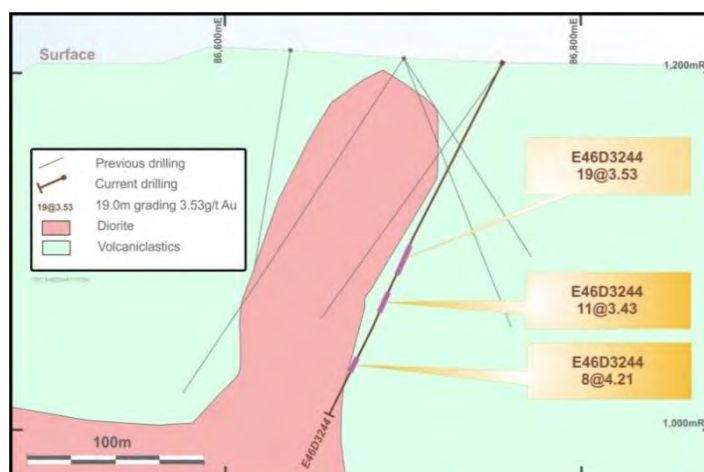 Surface
86,600mE
86,800mE
1,200mR
Previous drilling
Current drilling
19@3.53
19.0m grading 3.53g/t Au
Diorite
Volcaniclastics
E46D3244
19@3.53
E46D3244
11@3.43
E46D3244
8@4.21
1,000mR
100m
E46D3244